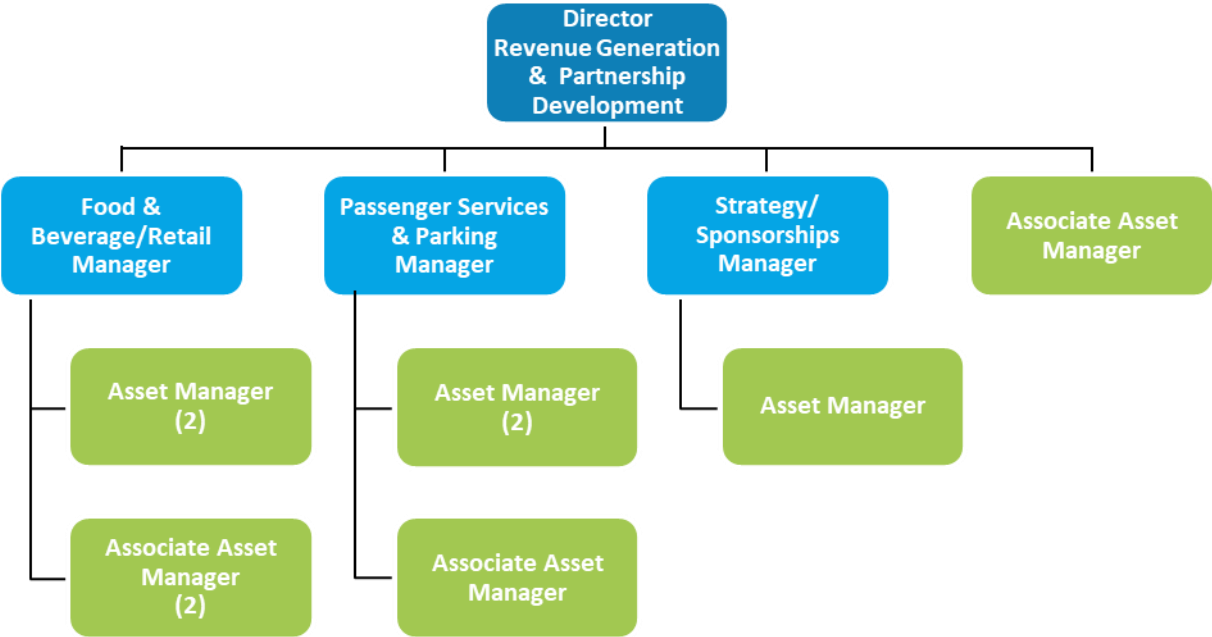 Director
Revenue Generation
& Partnership
Development
Food &
Beverage/Retail
Manager
Passenger Services
& Parking
Manager
Strategy/
Sponsorships
Manager
Associate Asset
Manager
Asset Manager
(2)
Asset Manager
(2)
Asset Manager
Associate Asset
Manager
(2)
Associate Asset
Manager